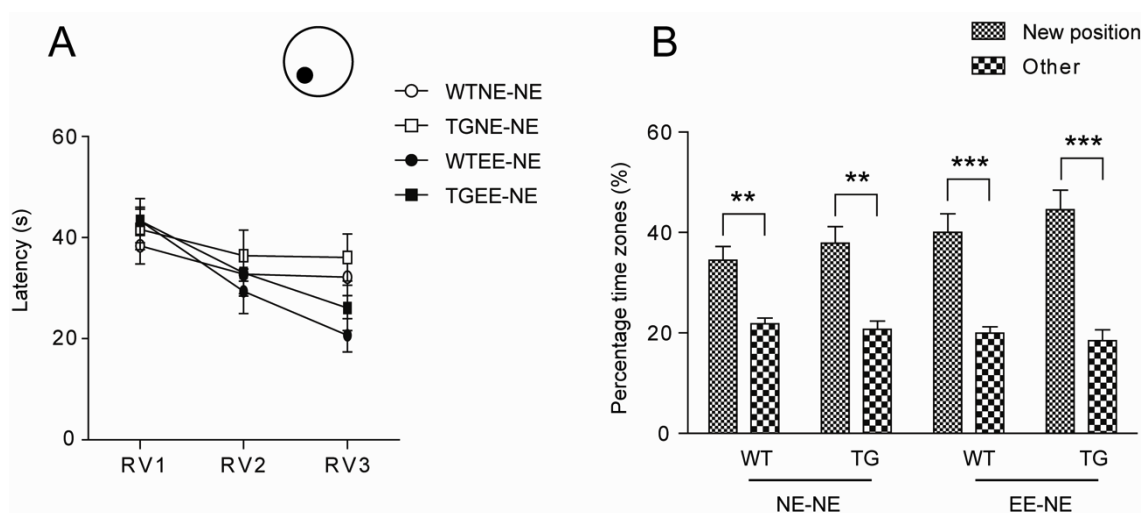 A
WTNE-NE
TGNE-NE
WTEE-NE
TGEE-NE
Latency (s)
60
40
20
0
RV1 RV2 RV3
B
New position
Other
Percentage time zones (%)
80
60
40
20
0
** ** *** ***
WT TG WT TG
NE-NE EE-NE